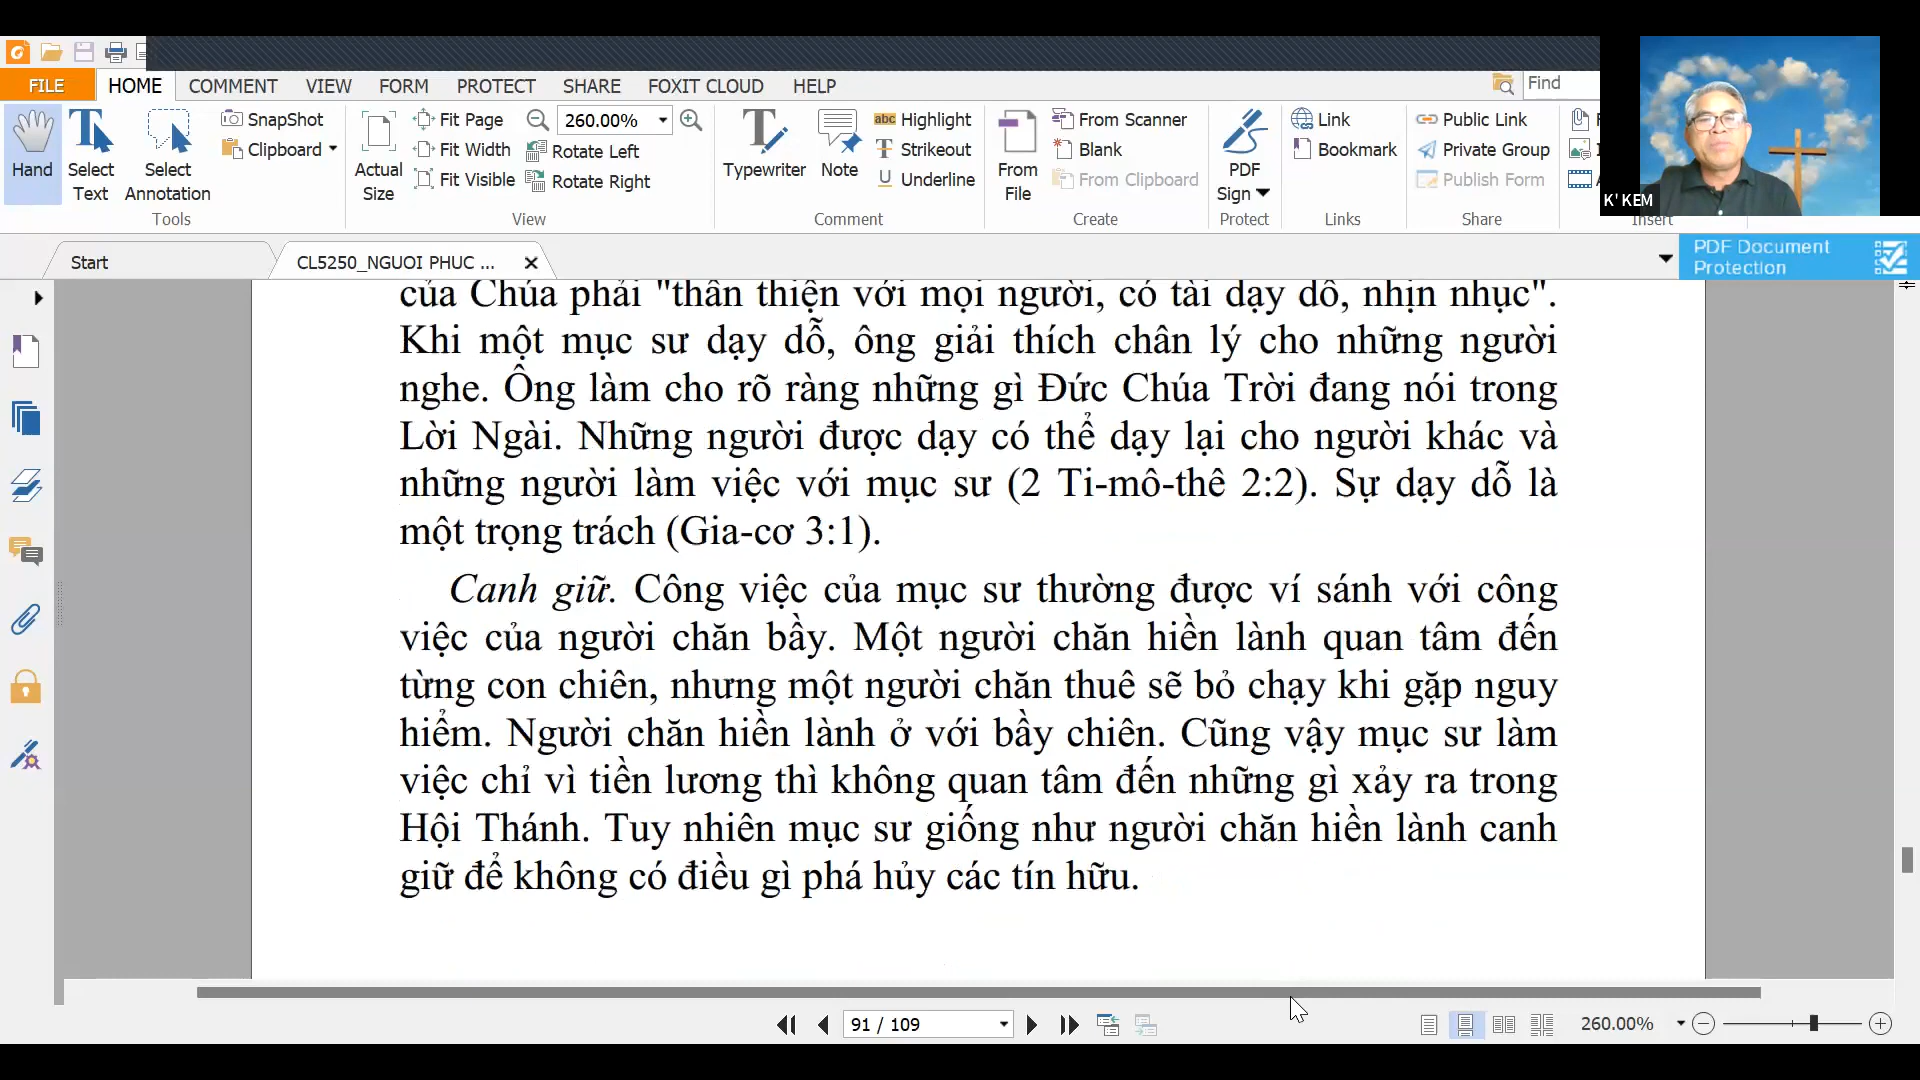 FILE HOME COMMENT VIEW FORM PROTECT SHARE FOXIT CLOUD HELP Find
Hand
Select Text
Select Annotation
SnapShot
Clipboard
Tools
Actual Size
Fit Page
Fit Width
Fit Visible
260.00%
Rotate Left
Rotate Right
View
Typewriter
Note
Highlight
Strikeout
Underline
Comment
From File
From Scanner
Blank
From Clipboard
Create
PDF Sign
Protect
Link
Bookmark
Links
Public Link
Private Group
Publish Form
Share
Insert
K' KEM
Start
CL5250_NGUOI PHUC ...
PDF Document
Protection
của Chúa phải "thân thiện với mọi người, có tài dạy dỗ, nhịn nhục".
Khi một mục sư dạy dỗ, ông giải thích chân lý cho những người
nghe. Ông làm cho rõ ràng những gì Đức Chúa Trời đang nói trong
Lời Ngài. Những người được dạy có thể dạy lại cho người khác và
những người làm việc với mục sư (2 Ti-mô-thê 2:2). Sự dạy dỗ là
một trọng trách (Gia-cơ 3:1).
Canh giữ. Công việc của mục sư thường được ví sánh với công
việc của người chăn bầy. Một người chăn hiền lành quan tâm đến
từng con chiên, nhưng một người chăn thuê sẽ bỏ chạy khi gặp nguy
hiểm. Người chăn hiền lành ở với bầy chiên. Cũng vậy mục sư làm
việc chỉ vì tiền lương thì không quan tâm đến những gì xảy ra trong
Hội Thánh. Tuy nhiên mục sư giống như người chăn hiền lành canh
giữ để không có điều gì phá hủy các tín hữu.
91 / 109
260.00%